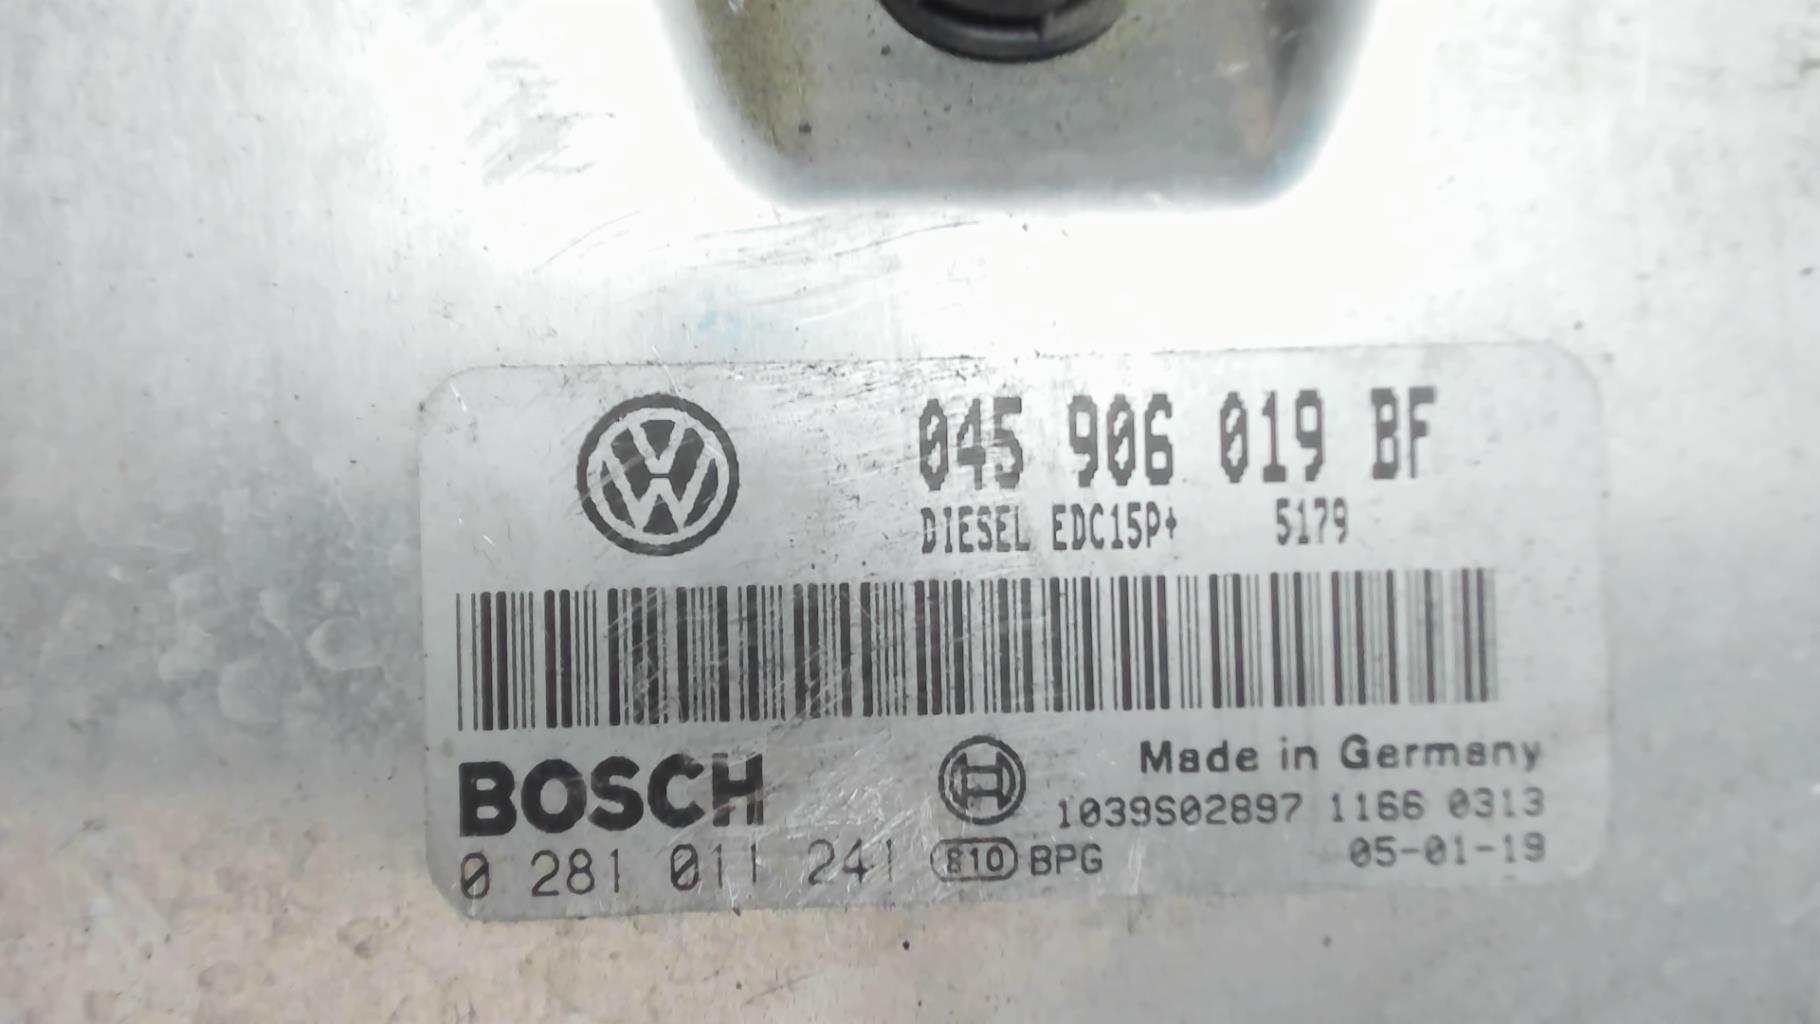 045 906 019 BF
DIESEL EDC15P+ 5179
BOSCH
Made in Germany
1039S02897 1166 0313
0 281 011 241 810 BPG 05-01-19